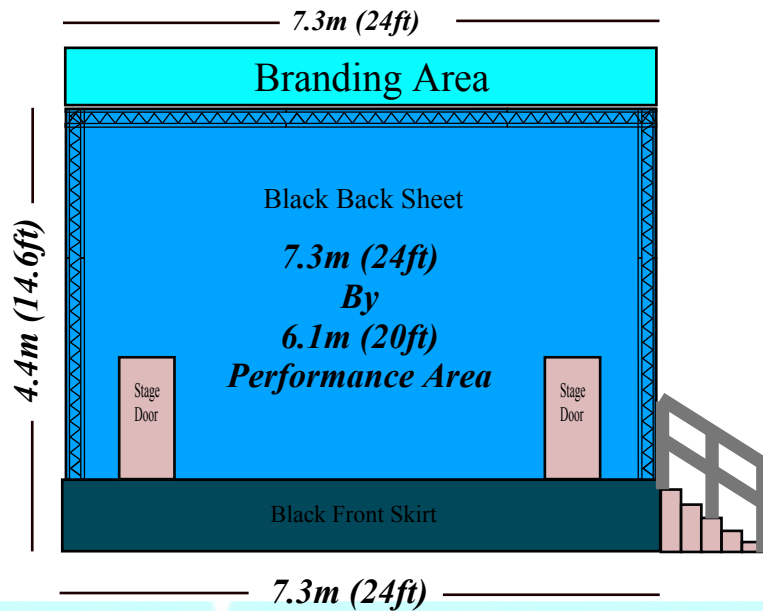 7.3m (24ft)
Branding Area
4.4m (14.6ft)
Black Back Sheet
7.3m (24ft)
By
6.1m (20ft)
Performance Area
Stage
Door
Stage
Door
Black Front Skirt
7.3m (24ft)